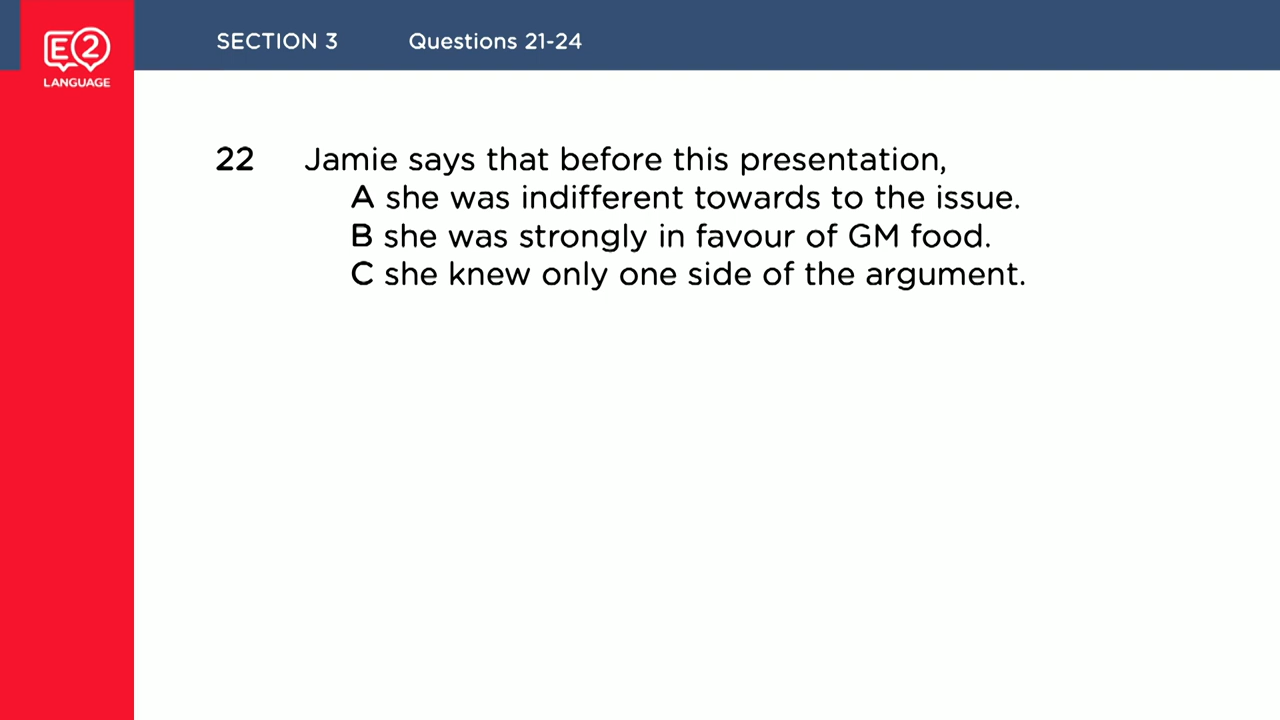 E2
LANGUAGE
SECTION 3 Questions 21-24
22 Jamie says that before this presentation,
A she was indifferent towards to the issue.
B she was strongly in favour of GM food.
C she knew only one side of the argument.